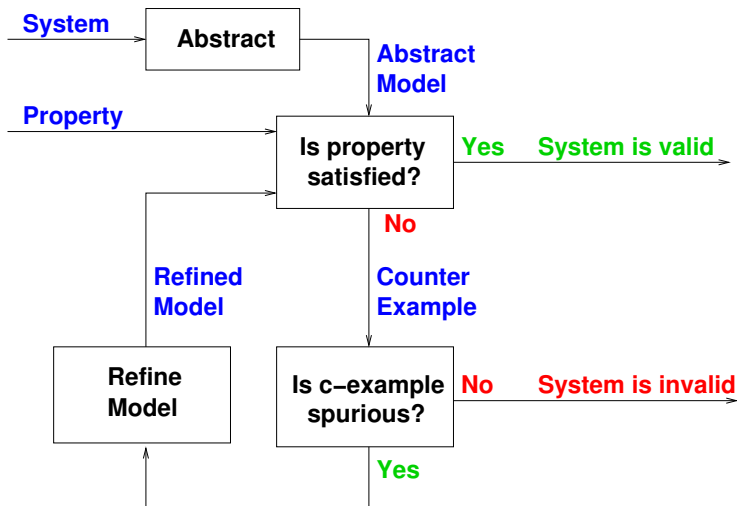 System
Abstract
Abstract
Model
Property
Is property
satisfied?
Yes
System is valid
No
Refined
Model
Counter
Example
Refine
Model
Is c-example
spurious?
No
System is invalid
Yes